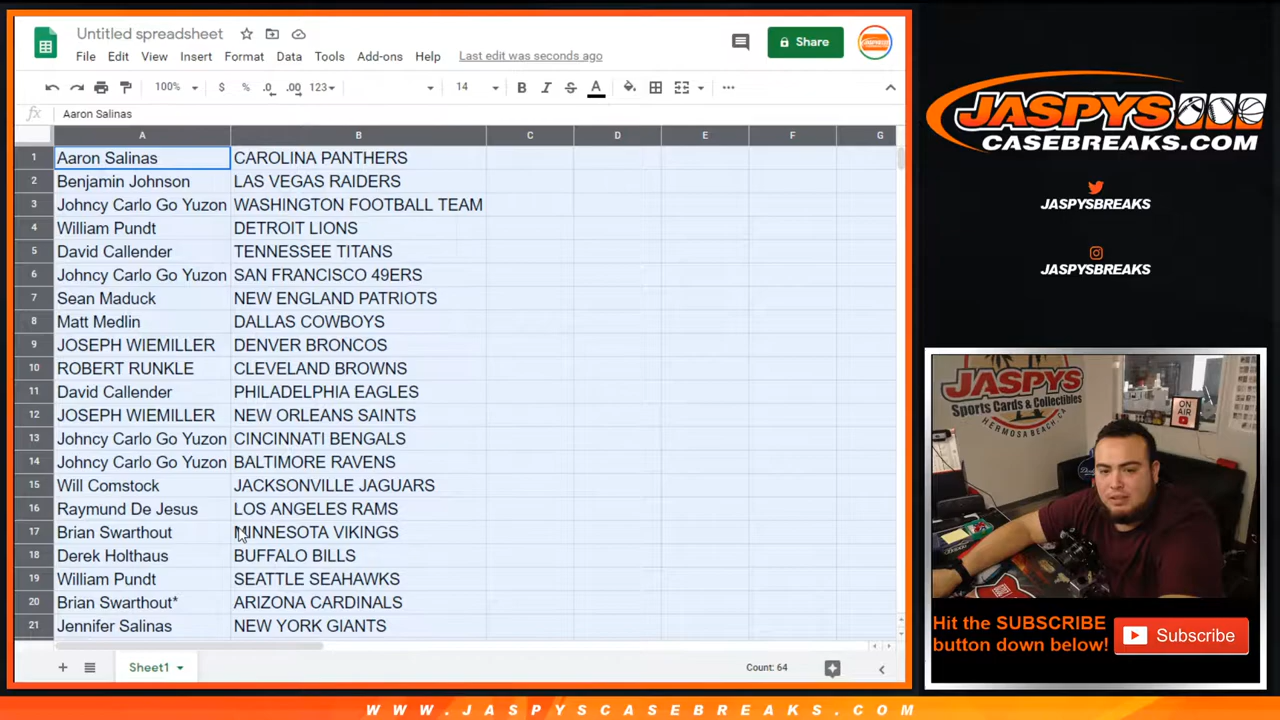 Untitled spreadsheet
File Edit View Insert Format Data Tools Add-ons Help Last edit was seconds ago
Share
100% $ % .0 .00 123 14 B I S A
fx Aaron Salinas
A B C D E F G
1 Aaron Salinas CAROLINA PANTHERS
2 Benjamin Johnson LAS VEGAS RAIDERS
3 Johncy Carlo Go Yuzon WASHINGTON FOOTBALL TEAM
4 William Pundt DETROIT LIONS
5 David Callender TENNESSEE TITANS
6 Johncy Carlo Go Yuzon SAN FRANCISCO 49ERS
7 Sean Maduck NEW ENGLAND PATRIOTS
8 Matt Medlin DALLAS COWBOYS
9 JOSEPH WIEMILLER DENVER BRONCOS
10 ROBERT RUNKLE CLEVELAND BROWNS
11 David Callender PHILADELPHIA EAGLES
12 JOSEPH WIEMILLER NEW ORLEANS SAINTS
13 Johncy Carlo Go Yuzon CINCINNATI BENGALS
14 Johncy Carlo Go Yuzon BALTIMORE RAVENS
15 Will Comstock JACKSONVILLE JAGUARS
16 Raymund De Jesus LOS ANGELES RAMS
17 Brian Swarthout MINNESOTA VIKINGS
18 Derek Holthaus BUFFALO BILLS
19 William Pundt SEATTLE SEAHAWKS
20 Brian Swarthout* ARIZONA CARDINALS
21 Jennifer Salinas NEW YORK GIANTS
Sheet1 Count: 64
JASPYS
CASEBREAKS.COM
JASPYSBREAKS
JASPYSBREAKS
JASPYS
Sports Cards & Collectibles
HERMOSA BEACH, CA
ON AIR
Hit the SUBSCRIBE
button down below!
Subscribe
WWW.JASPYSCASEBREAKS.COM